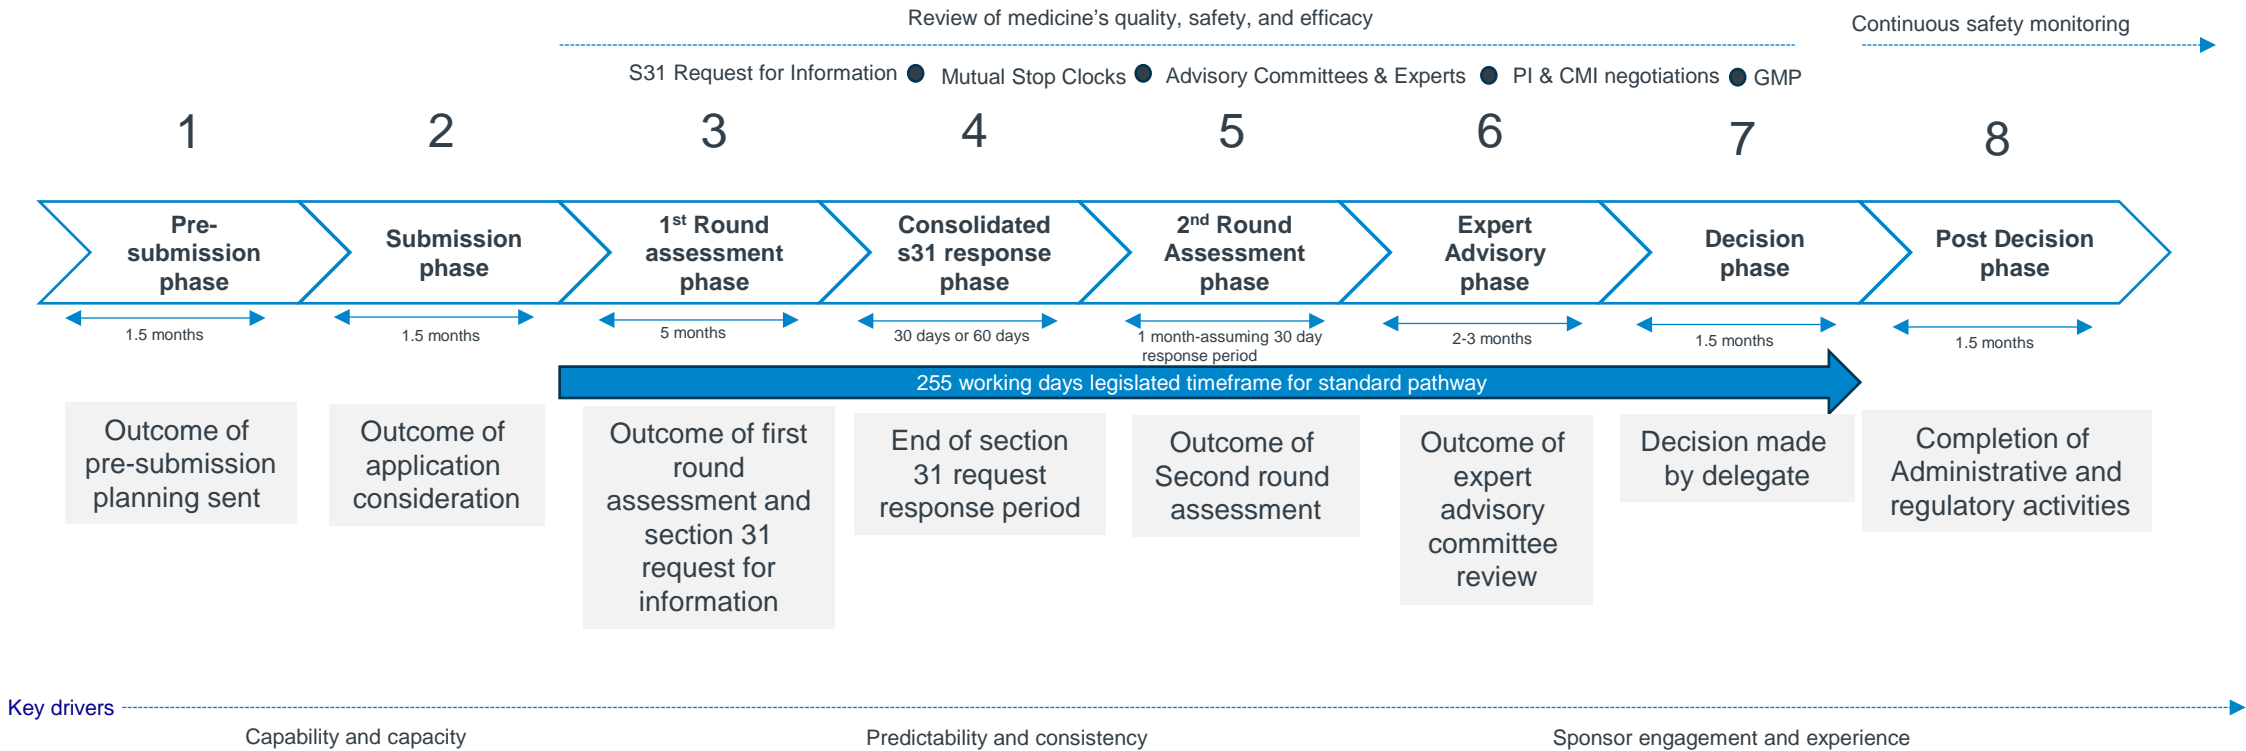 Review of medicine's quality, safety, and efficacy
Continuous safety monitoring
S31 Request for Information ● Mutual Stop Clocks ● Advisory Committees & Experts ● PI & CMI negotiations ● GMP
1
2
3
4
5
6
7
8
Pre-
submission
phase
Submission
phase
1st Round
assessment
phase
Consolidated
s31 response
phase
2nd Round
Assessment
phase
Expert
Advisory
phase
Decision
phase
Post Decision
phase
1.5 months
1.5 months
5 months
30 days or 60 days
1 month-assuming 30 day
response period
2-3 months
1.5 months
1.5 months
255 working days legislated timeframe for standard pathway
Outcome of
pre-submission
planning sent
Outcome of
application
consideration
Outcome of first
round
assessment and
section 31
request for
information
End of section
31 request
response period
Outcome of
Second round
assessment
Outcome of
expert
advisory
committee
review
Decision made
by delegate
Completion of
Administrative and
regulatory activities
Key drivers
Capability and capacity
Predictability and consistency
Sponsor engagement and experience